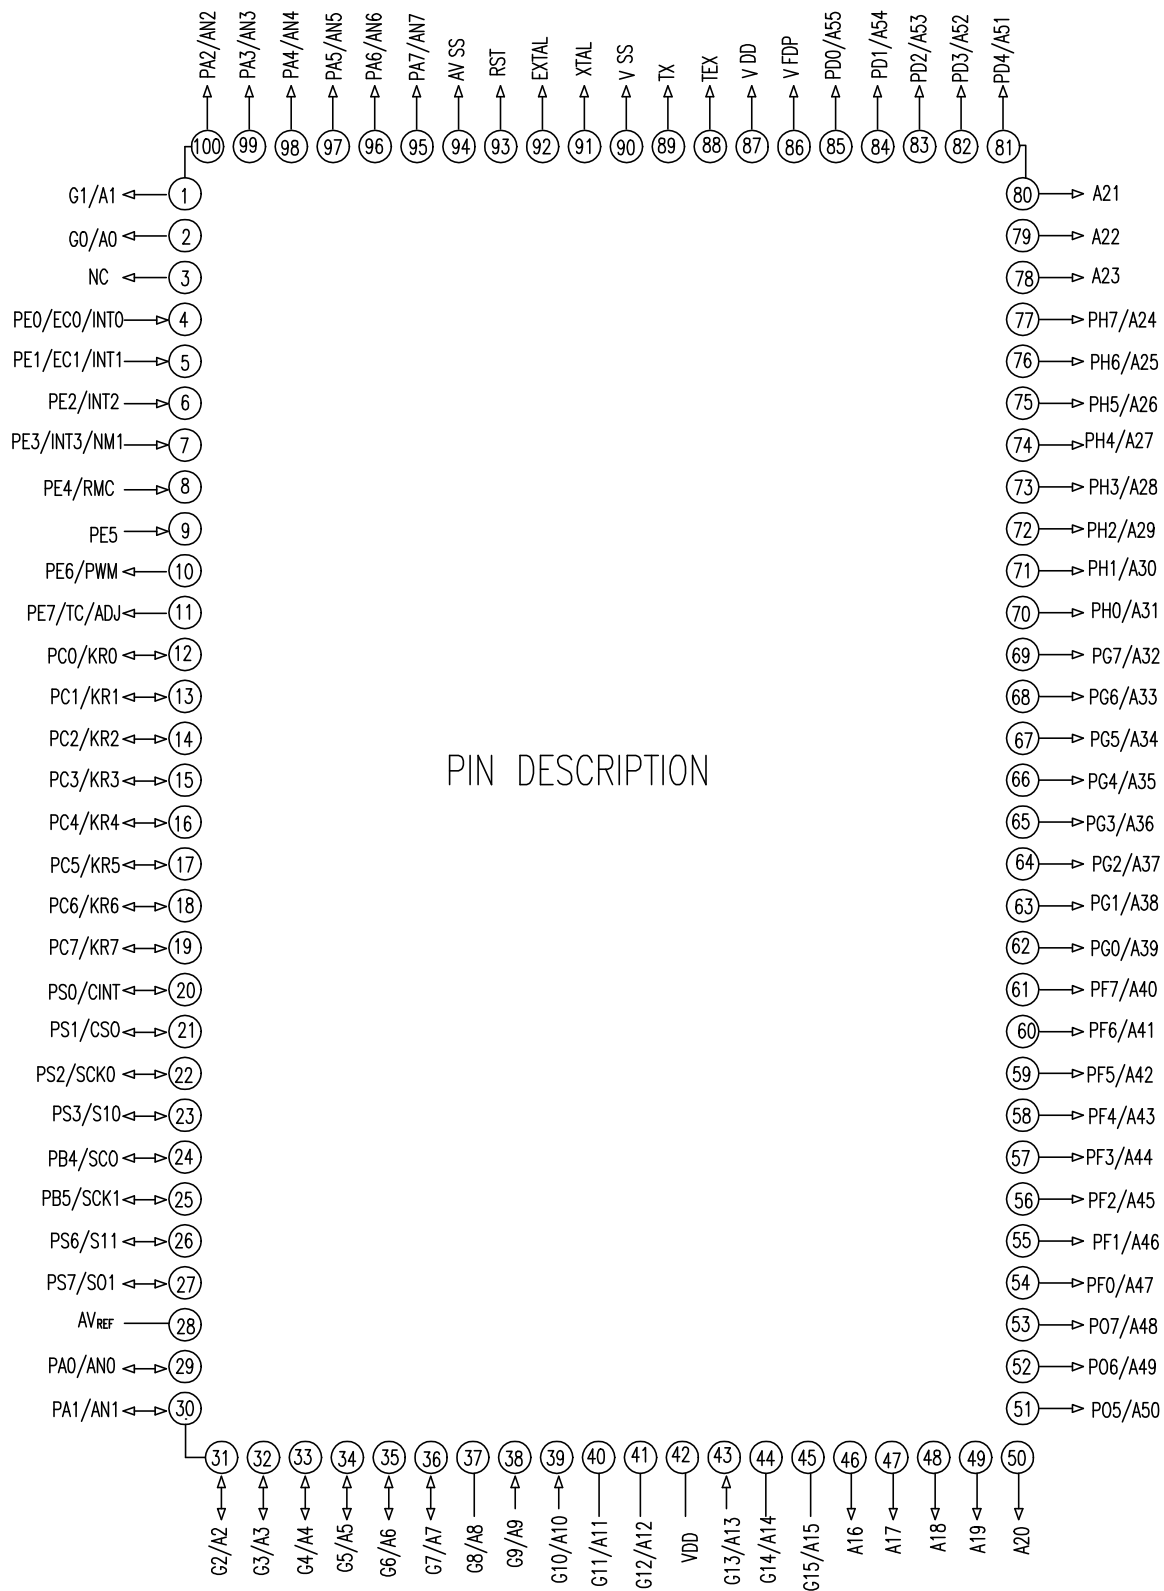 PA2/AN2
PA3/AN3
PA4/AN4
PA5/AN5
PA6/AN6
PA7/AN7
AV SS
RST
EXTAL
XTAL
V SS
TX
TEX
V DD
V FDP
PD0/A55
PD1/A54
PD2/A53
PD3/A52
PD4/A51
100 99 98 97 96 95 94 93 92 91 90 89 88 87 86 85 84 83 82 81
G1/A1 1 80 A21
G0/A0 2 79 A22
NC 3 78 A23
PE0/EC0/INT0 4 77 PH7/A24
PE1/EC1/INT1 5 76 PH6/A25
PE2/INT2 6 75 PH5/A26
PE3/INT3/NM1 7 74 PH4/A27
PE4/RMC 8 73 PH3/A28
PE5 9 72 PH2/A29
PE6/PWM 10 71 PH1/A30
PE7/TC/ADJ 11 70 PH0/A31
PC0/KR0 12 69 PG7/A32
PC1/KR1 13 68 PG6/A33
PC2/KR2 14 67 PG5/A34
PIN DESCRIPTION
PC3/KR3 15 66 PG4/A35
PC4/KR4 16 65 PG3/A36
PC5/KR5 17 64 PG2/A37
PC6/KR6 18 63 PG1/A38
PC7/KR7 19 62 PG0/A39
PS0/CINT 20 61 PF7/A40
PS1/CS0 21 60 PF6/A41
PS2/SCK0 22 59 PF5/A42
PS3/S10 23 58 PF4/A43
PB4/SC0 24 57 PF3/A44
PB5/SCK1 25 56 PF2/A45
PS6/S11 26 55 PF1/A46
PS7/S01 27 54 PF0/A47
AVREF 28 53 P07/A48
PA0/AN0 29 52 P06/A49
PA1/AN1 30 51 P05/A50
31 32 33 34 35 36 37 38 39 40 41 42 43 44 45 46 47 48 49 50
G2/A2
G3/A3
G4/A4
G5/A5
G6/A6
G7/A7
G8/A8
G9/A9
G10/A10
G11/A11
G12/A12
VDD
G13/A13
G14/A14
G15/A15
A16
A17
A18
A19
A20